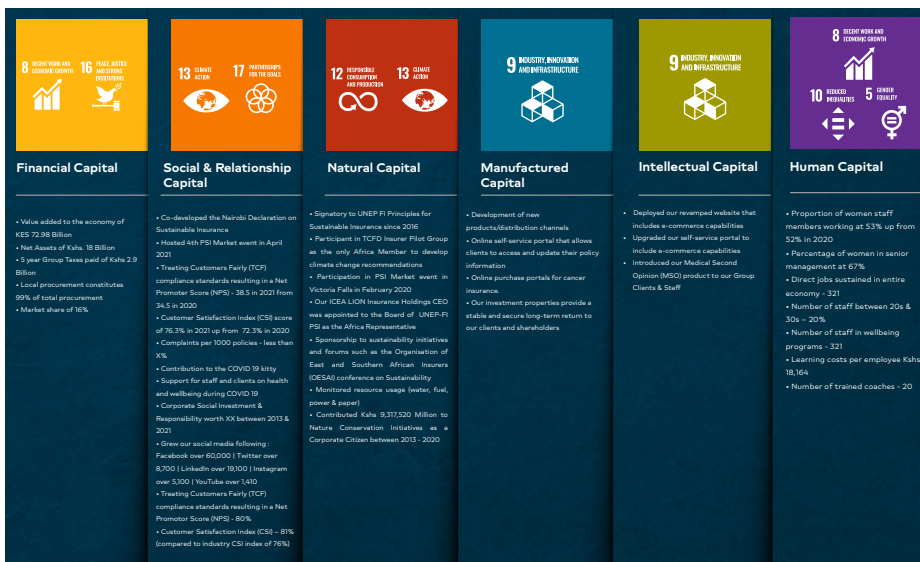 8 DECENT WORK AND
ECONOMIC GROWTH
16 PEACE, JUSTICE
AND STRONG
INSTITUTIONS
Financial Capital
• Value added to the economy of
KES 72.98 Billion
• Net Assets of Kshs. 18 Billion
• 5 year Group Taxes paid of Kshs 2.9
Billion
• Local procurement constitutes
99% of total procurement
• Market share of 16%
13 CLIMATE
ACTION
17 PARTNERSHIPS
FOR THE GOALS
Social & Relationship
Capital
• Co-developed the Nairobi Declaration on
Sustainable Insurance
• Hosted 4th PSI Market event in April
2021
• Treating Customers Fairly (TCF)
compliance standards resulting in a Net
Promoter Score (NPS) - 38.5 in 2021 from
34.5 in 2020
• Customer Satisfaction Index (CSI) score
of 76.3% in 2021 up from 72.3% in 2020
• Complaints per 1000 policies - less than
X%
• Contribution to the COVID 19 kitty
• Support for staff and clients on health
and wellbeing during COVID 19
• Corporate Social Investment &
Responsibility worth XX between 2013 &
2021
• Grew our social media following :
Facebook over 60,000 | Twitter over
8,700 | LinkedIn over 19,100 | Instagram
over 5,100 | YouTube over 1,410
• Treating Customers Fairly (TCF)
compliance standards resulting in a Net
Promotor Score (NPS) - 80%
• Customer Satisfaction Index (CSI) – 81%
(compared to industry CSI index of 76%)
12 RESPONSIBLE
CONSUMPTION
AND PRODUCTION
13 CLIMATE
ACTION
Natural Capital
• Signatory to UNEP FI Principles for
Sustainable Insurance since 2016
• Participant in TCFD Insurer Pilot Group
as the only Africa Member to develop
climate change recommendations
• Participation in PSI Market event in
Victoria Falls in February 2020
• Our ICEA LION Insurance Holdings CEO
was appointed to the Board of UNEP-FI
PSI as the Africa Representative
• Sponsorship to sustainability initiatives
and forums such as the Organisation of
East and Southern African Insurers
(OESAI) conference on Sustainability
• Monitored resource usage (water, fuel,
power & paper)
• Contributed Kshs 9,317,520 Million to
Nature Conservation Initiatives as a
Corporate Citizen between 2013 - 2020
9 INDUSTRY, INNOVATION
AND INFRASTRUCTURE
Manufactured
Capital
• Development of new
products/distribution channels
• Online self-service portal that allows
clients to access and update their policy
information
• Online purchase portals for cancer
insurance.
• Our investment properties provide a
stable and secure long-term return to
our clients and shareholders
9 INDUSTRY, INNOVATION
AND INFRASTRUCTURE
Intellectual Capital
• Deployed our revamped website that
includes e-commerce capabilities
• Upgraded our self-service portal to
include e-commerce capabilities
• Introduced our Medical Second
Opinion (MSO) product to our Group
Clients & Staff
8 DECENT WORK AND
ECONOMIC GROWTH
10 REDUCED
INEQUALITIES
5 GENDER
EQUALITY
Human Capital
• Proportion of women staff
members working at 53% up from
52% in 2020
• Percentage of women in senior
management at 67%
• Direct jobs sustained in entire
economy - 321
• Number of staff between 20s &
30s – 20%
• Number of staff in wellbeing
programs - 321
• Learning costs per employee Kshs
18,164
• Number of trained coaches - 20